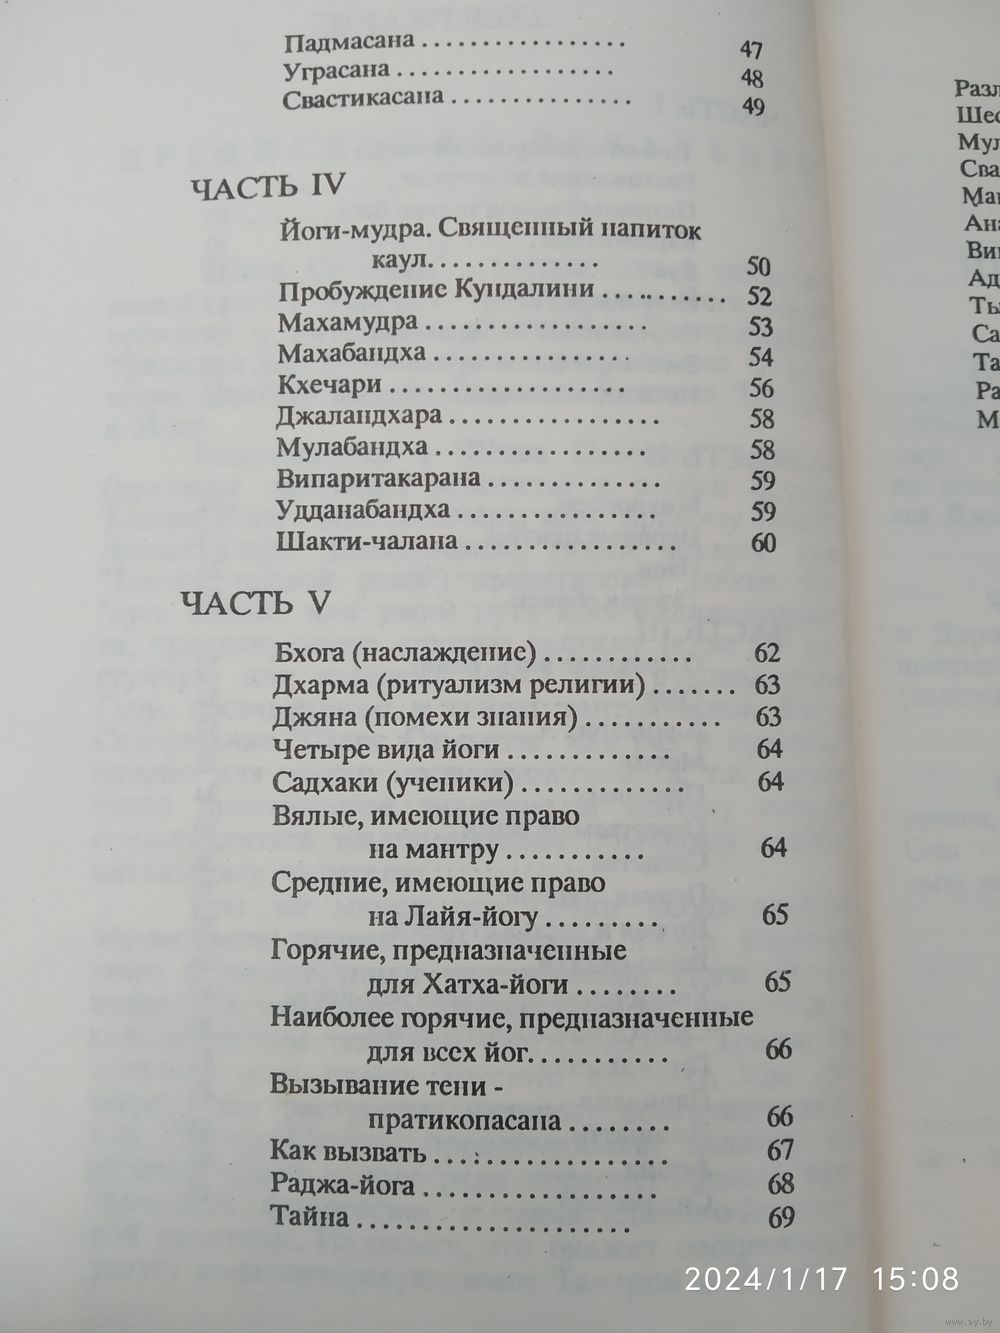 Падмасана . . . . . . . . . . . . . . . . . . 47
Уграсана . . . . . . . . . . . . . . . . . . 48
Свастикасана . . . . . . . . . . . . . . . 49
ЧАСТЬ IV
Йоги-мудра. Священный напиток
каул. . . . . . . . . . . . . . . 50
Пробуждение Кундалини . . . . . . . . . . 52
Махамудра . . . . . . . . . . . . . . . . . . 53
Махабандха . . . . . . . . . . . . . . . . 54
Кхечари . . . . . . . . . . . . . . . . . . . 56
Джаландхара . . . . . . . . . . . . . . . . . 58
Мулабандха . . . . . . . . . . . . . . . . . 58
Випаритакарана . . . . . . . . . . . . . . 59
Удданабандха . . . . . . . . . . . . . . . . 59
Шакти-чалана . . . . . . . . . . . . . . . . . 60
ЧАСТЬ V
Бхога (наслаждение) . . . . . . . . . . . . 62
Дхарма (ритуализм религии) . . . . . . . 63
Джяна (помехи знания) . . . . . . . . . . . 63
Четыре вида йоги . . . . . . . . . . . . . 64
Садхаки (ученики) . . . . . . . . . . . . . 64
Вялые, имеющие право
на мантру . . . . . . . . . . . 64
Средние, имеющие право
на Лайя-йогу . . . . . . . . . 65
Горячие, предназначенные
для Хатха-йоги . . . . . . . . 65
Наиболее горячие, предназначенные
для всех йог. . . . . . . . . . . 66
Вызывание тени -
пратикопасана . . . . . . . . 66
Как вызвать . . . . . . . . . . . . . . . . . . 67
Раджа-йога . . . . . . . . . . . . . . . . . . 68
Тайна . . . . . . . . . . . . . . . . . . . . . 69
2024/1/17 15:08
www.ay.by